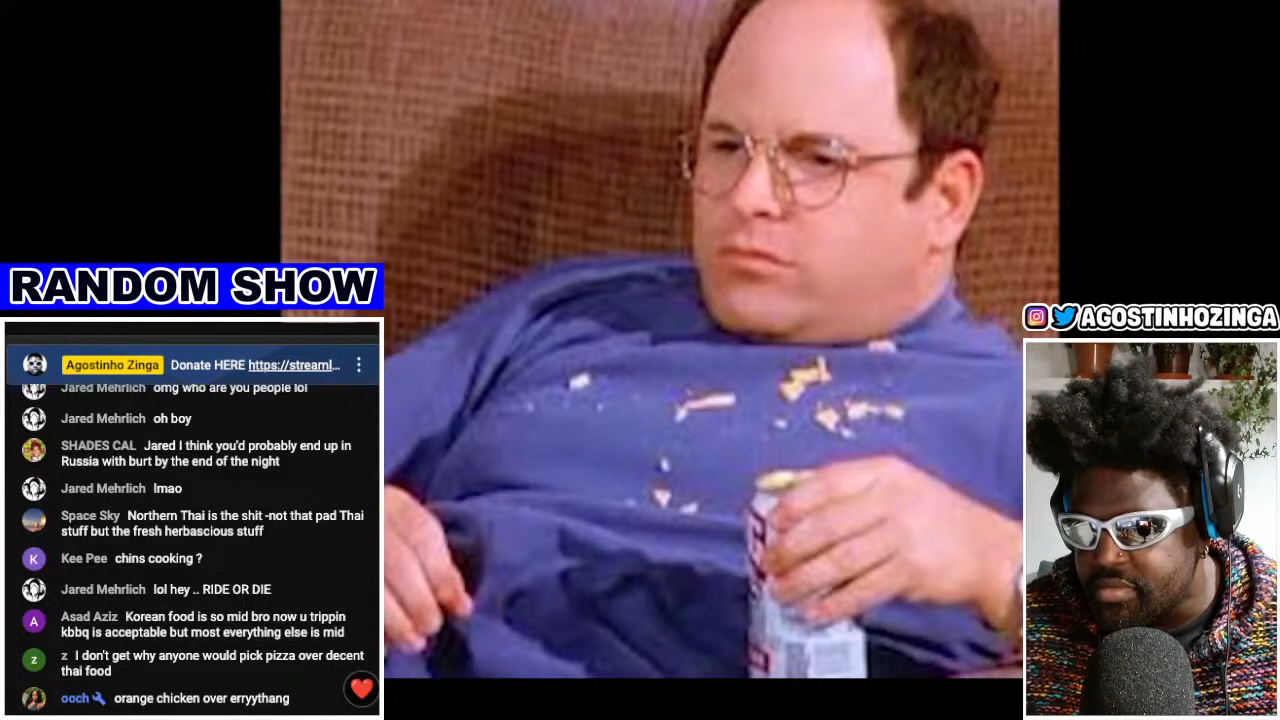 RANDOM SHOW
AGOSTINHOZINGA
Agostinho Zinga Donate HERE https://streaml...
Jared Mehrlich omg who are you people lol
Jared Mehrlich oh boy
SHADES CAL Jared I think you'd probably end up in
Russia with burt by the end of the night
Jared Mehrlich lmao
Space Sky Northern Thai is the shit -not that pad Thai
stuff but the fresh herbascious stuff
K
Kee Pee chins cooking ?
Jared Mehrlich lol hey .. RIDE OR DIE
A
Asad Aziz Korean food is so mid bro now u trippin
kbbq is acceptable but most everything else is mid
z
z I don't get why anyone would pick pizza over decent
thai food
ooch orange chicken over erryythang